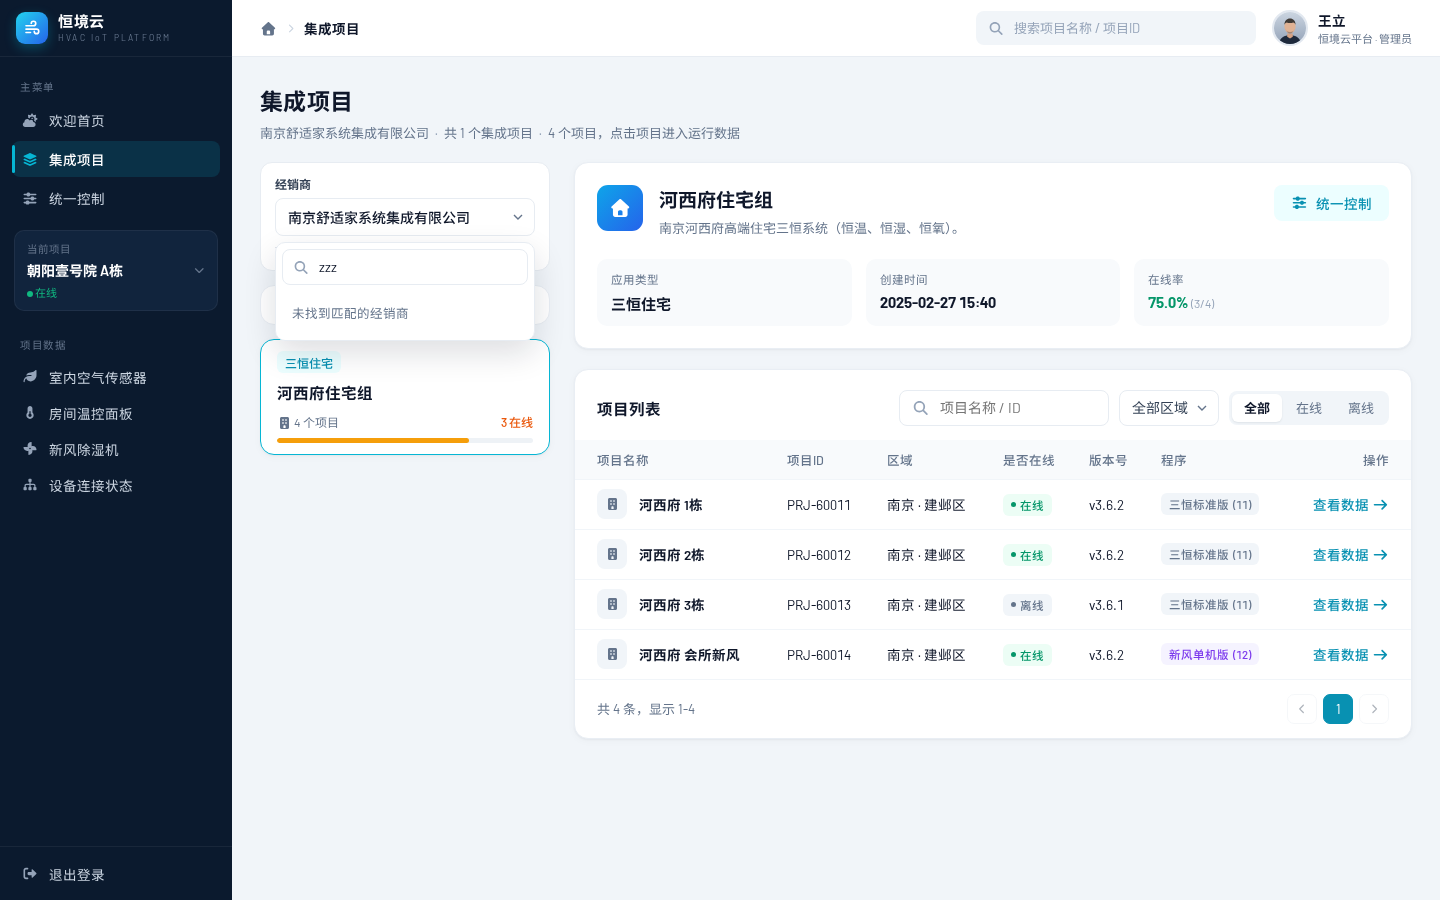 恒境云
HVAC IoT PLATFORM
主菜单
欢迎首页
集成项目
统一控制
当前项目
朝阳壹号院 A栋
在线
项目数据
室内空气传感器
房间温控面板
新风除湿机
设备连接状态
退出登录
集成项目
搜索项目名称 / 项目ID
王立
恒境云平台 · 管理员
集成项目
南京舒适家系统集成有限公司 · 共 1 个集成项目 · 4 个项目，点击项目进入运行数据
经销商
南京舒适家系统集成有限公司
zzz
未找到匹配的经销商
三恒住宅
河西府住宅组
4 个项目
3 在线
河西府住宅组
南京河西府高端住宅三恒系统（恒温、恒湿、恒氧）。
统一控制
应用类型
三恒住宅
创建时间
2025-02-27 15:40
在线率
75.0% (3/4)
项目列表
项目名称 / ID
全部区域
全部 在线 离线
项目名称 项目ID 区域 是否在线 版本号 程序 操作
河西府 1栋 PRJ-60011 南京 · 建邺区 在线 v3.6.2 三恒标准版 (11) 查看数据
河西府 2栋 PRJ-60012 南京 · 建邺区 在线 v3.6.2 三恒标准版 (11) 查看数据
河西府 3栋 PRJ-60013 南京 · 建邺区 离线 v3.6.1 三恒标准版 (11) 查看数据
河西府 会所新风 PRJ-60014 南京 · 建邺区 在线 v3.6.2 新风单机版 (12) 查看数据
共 4 条，显示 1-4
1